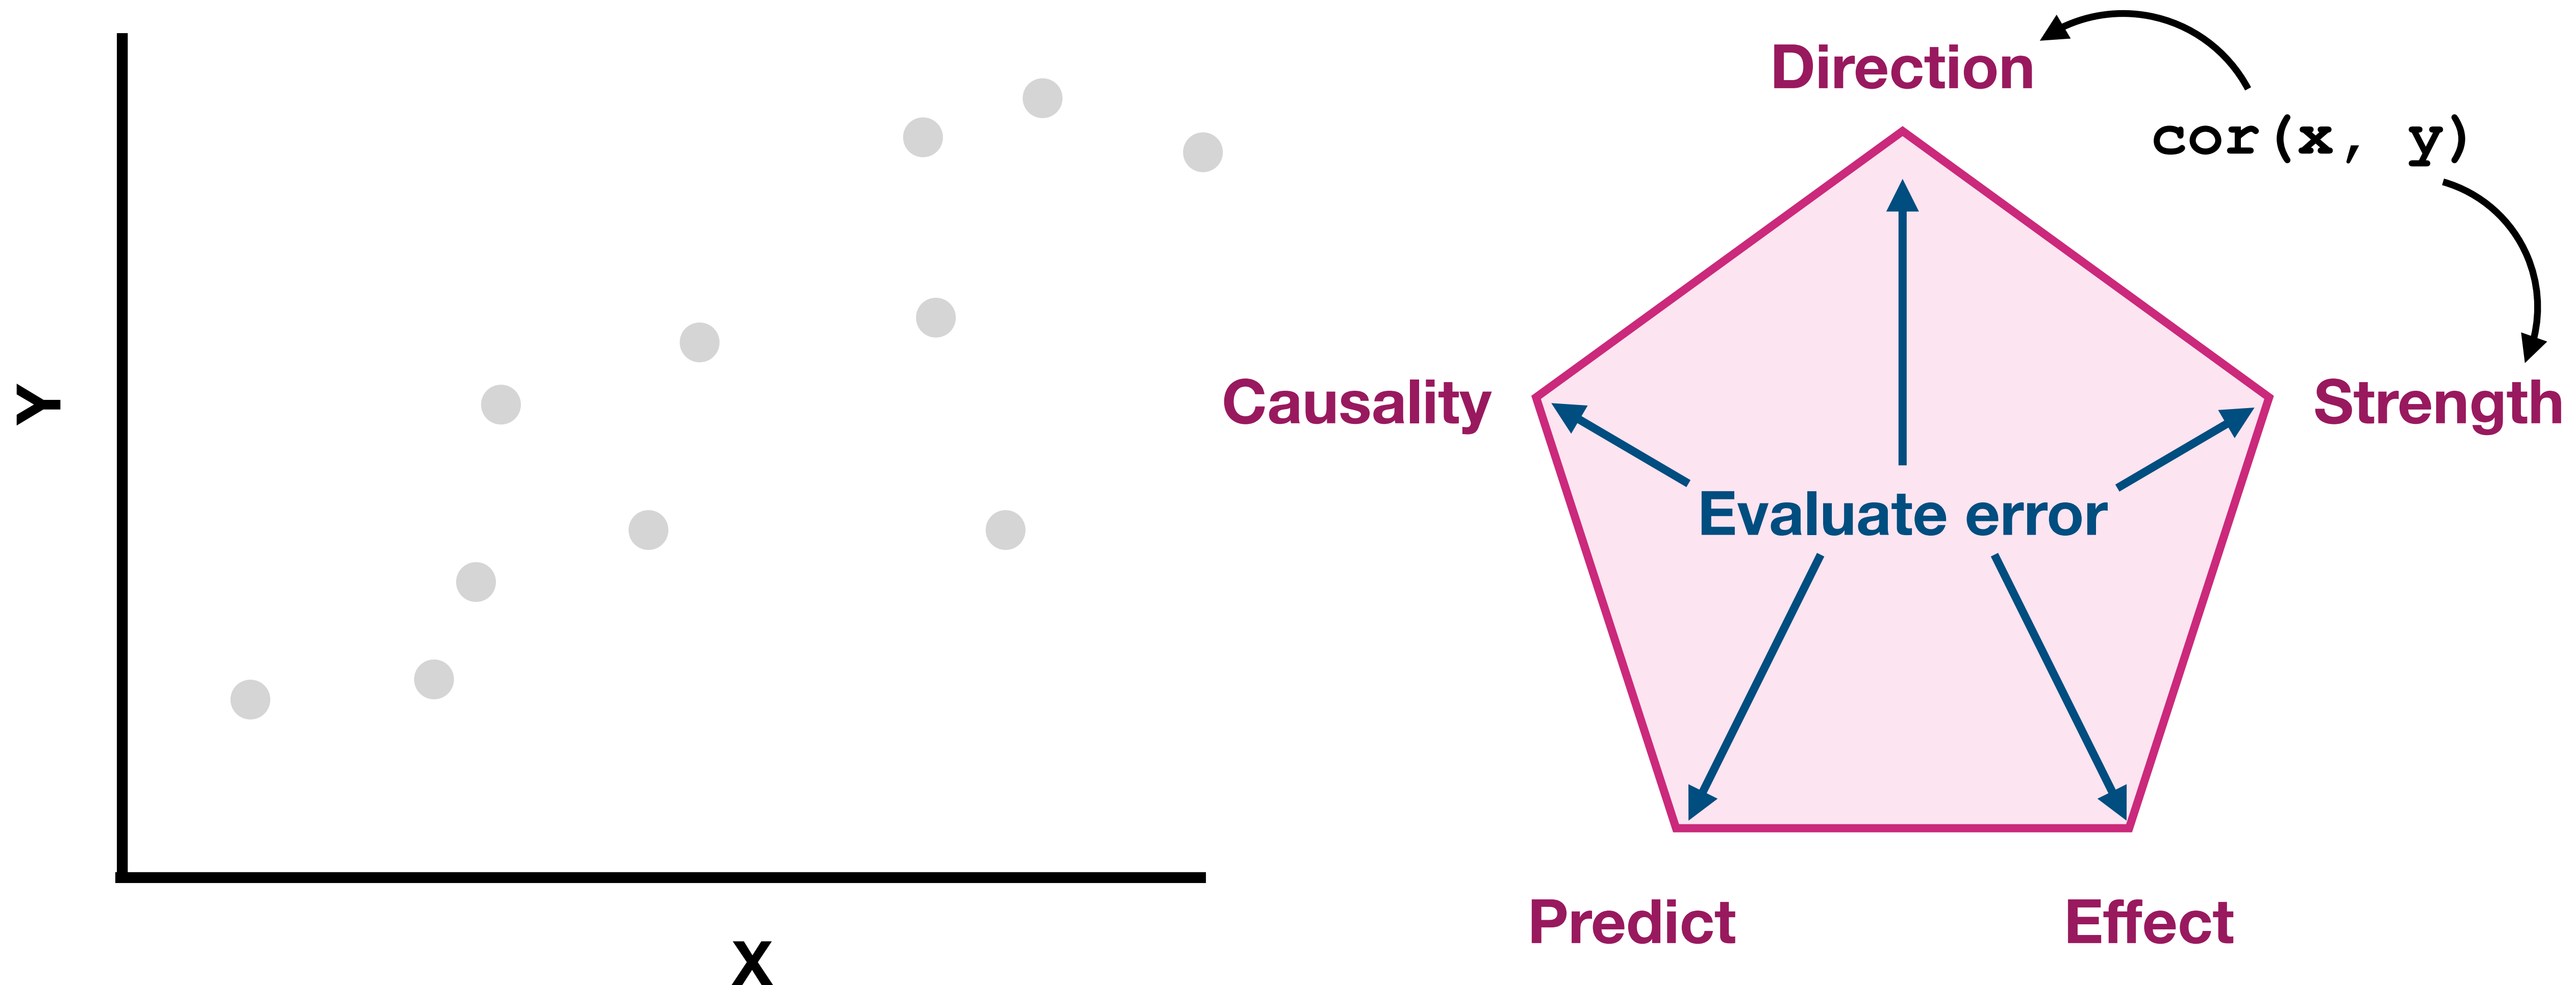 Y
X
Direction
cor(x, y)
Causality
Strength
Evaluate error
Predict
Effect